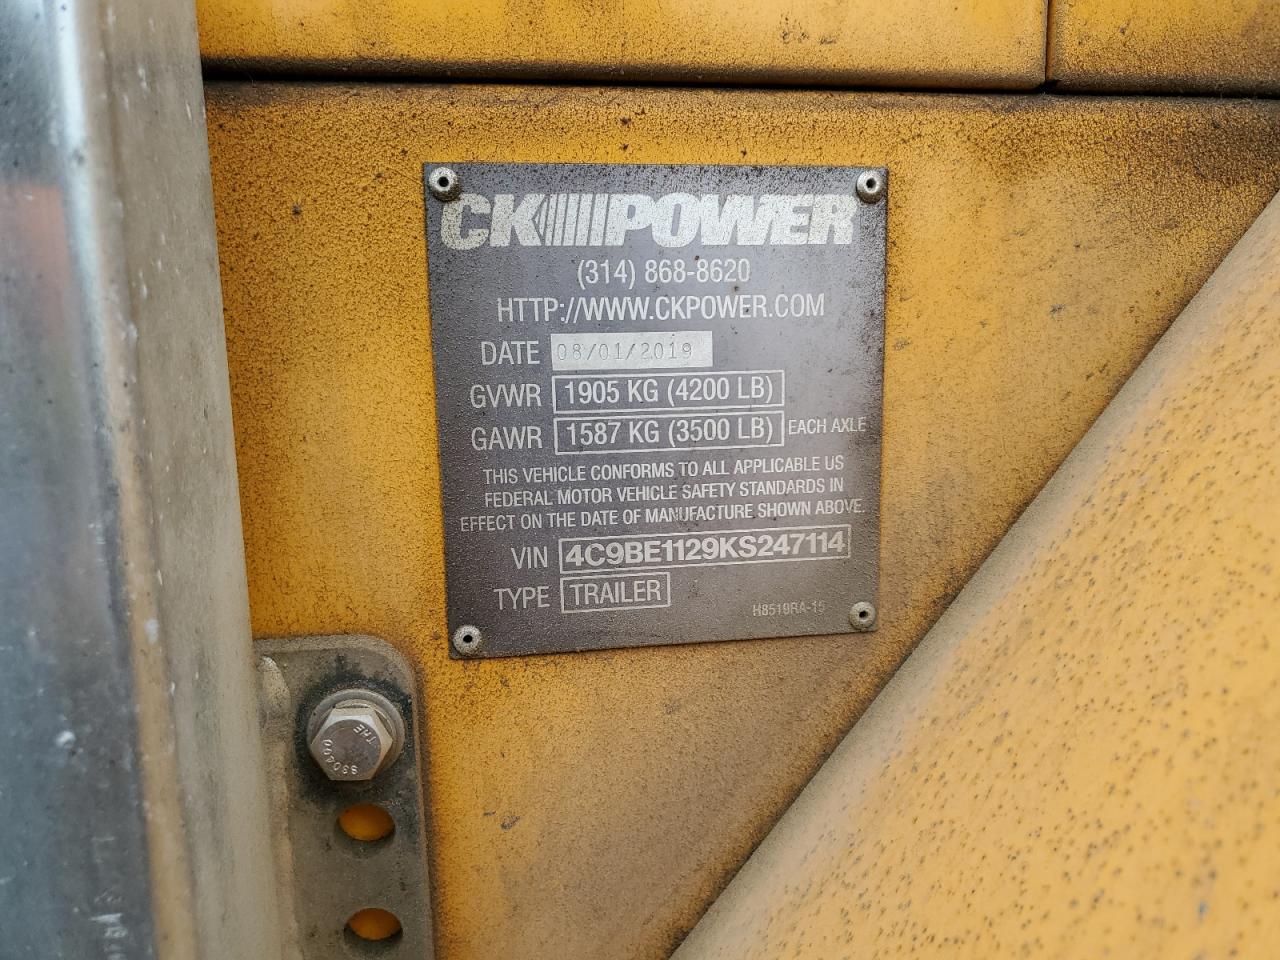 CK POWER
(314) 868-8620
HTTP://WWW.CKPOWER.COM
DATE 08/01/2019
GVWR 1905 KG (4200 LB)
GAWR 1587 KG (3500 LB) EACH AXLE
THIS VEHICLE CONFORMS TO ALL APPLICABLE US
FEDERAL MOTOR VEHICLE SAFETY STANDARDS IN
EFFECT ON THE DATE OF MANUFACTURE SHOWN ABOVE.
VIN 4C9BE1129KS247114
TYPE TRAILER
H8519RA-15
THE